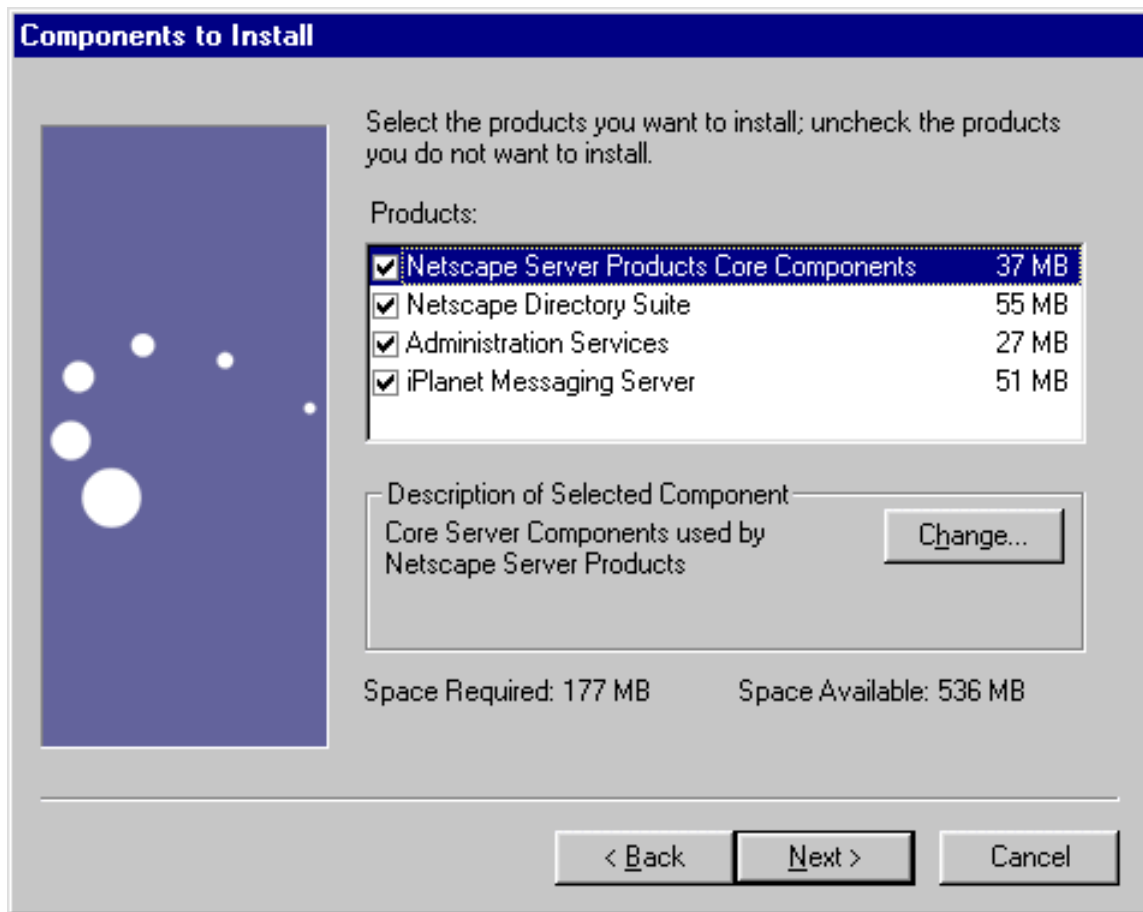 Components to Install
Select the products you want to install; uncheck the products
you do not want to install.
Products:
Netscape Server Products Core Components 37 MB
Netscape Directory Suite 55 MB
Administration Services 27 MB
iPlanet Messaging Server 51 MB
Description of Selected Component
Core Server Components used by
Netscape Server Products
Change...
Space Required: 177 MB Space Available: 536 MB
< Back Next > Cancel